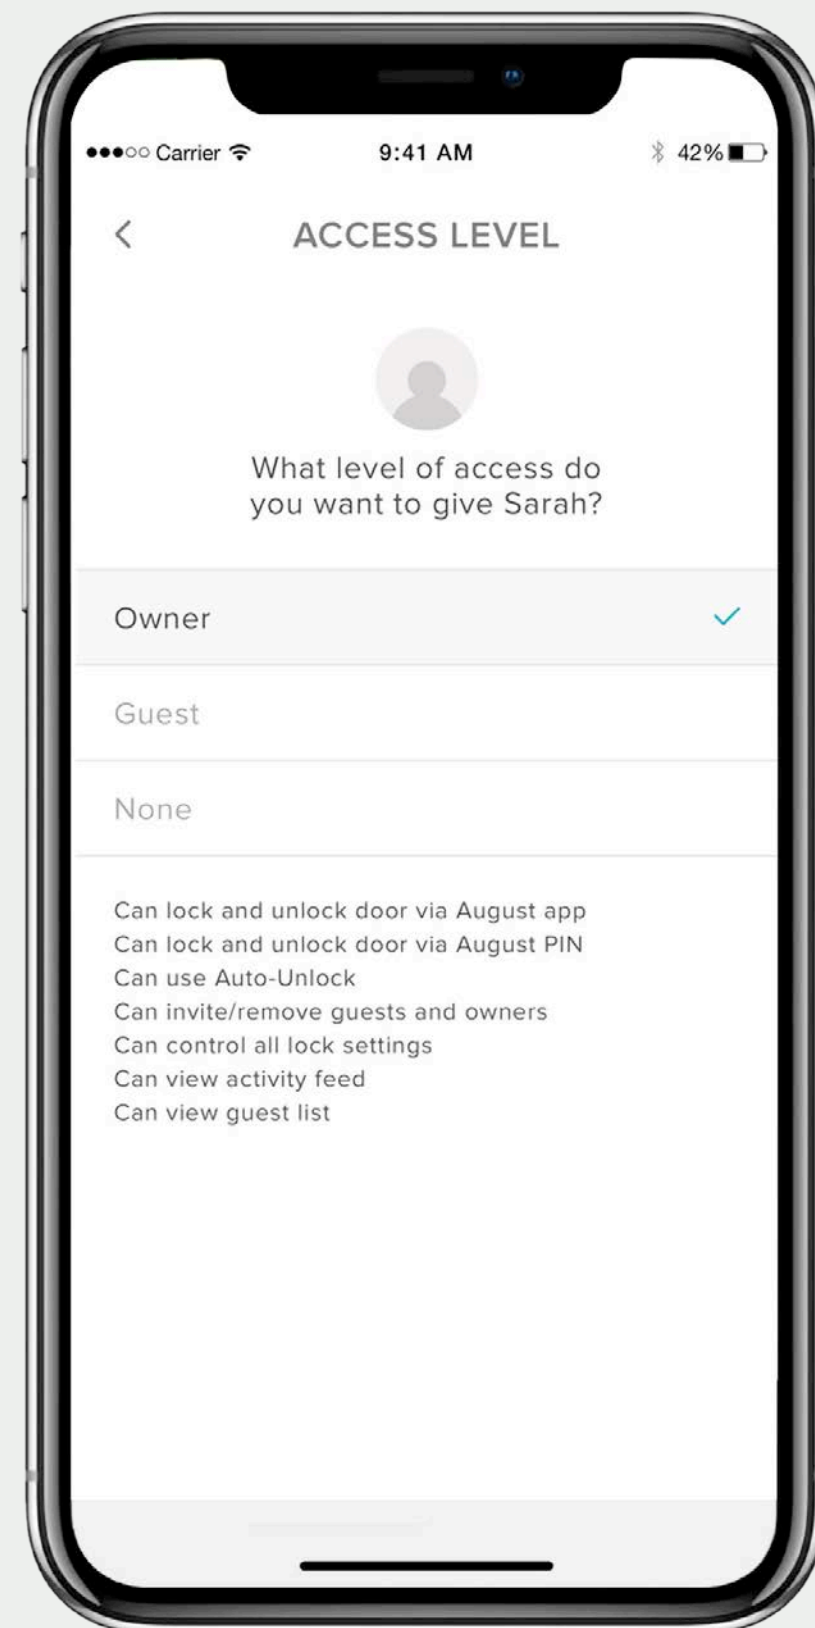 Carrier 9:41 AM 42%
ACCESS LEVEL
What level of access do
you want to give Sarah?
Owner
Guest
None
Can lock and unlock door via August app
Can lock and unlock door via August PIN
Can use Auto-Unlock
Can invite/remove guests and owners
Can control all lock settings
Can view activity feed
Can view guest list